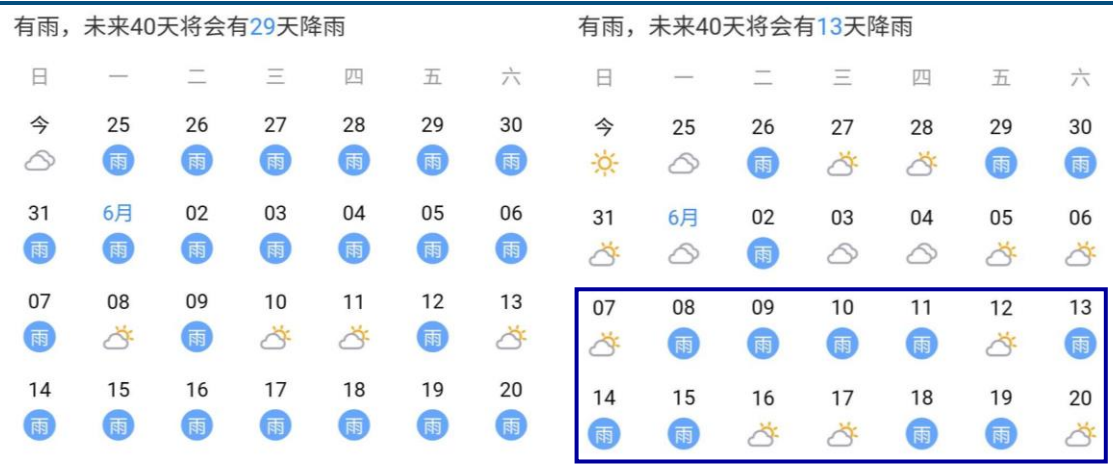 有雨，未来40天将会有29天降雨
日 一 二 三 四 五 六
今 25 26 27 28 29 30
雨 雨 雨 雨 雨 雨
31 6月 02 03 04 05 06
雨 雨 雨 雨 雨 雨 雨
07 08 09 10 11 12 13
雨 雨 雨
14 15 16 17 18 19 20
雨 雨 雨 雨 雨 雨 雨
有雨，未来40天将会有13天降雨
日 一 二 三 四 五 六
今 25 26 27 28 29 30
雨 雨 雨
31 6月 02 03 04 05 06
雨
07 08 09 10 11 12 13
雨 雨 雨 雨 雨
14 15 16 17 18 19 20
雨 雨 雨 雨